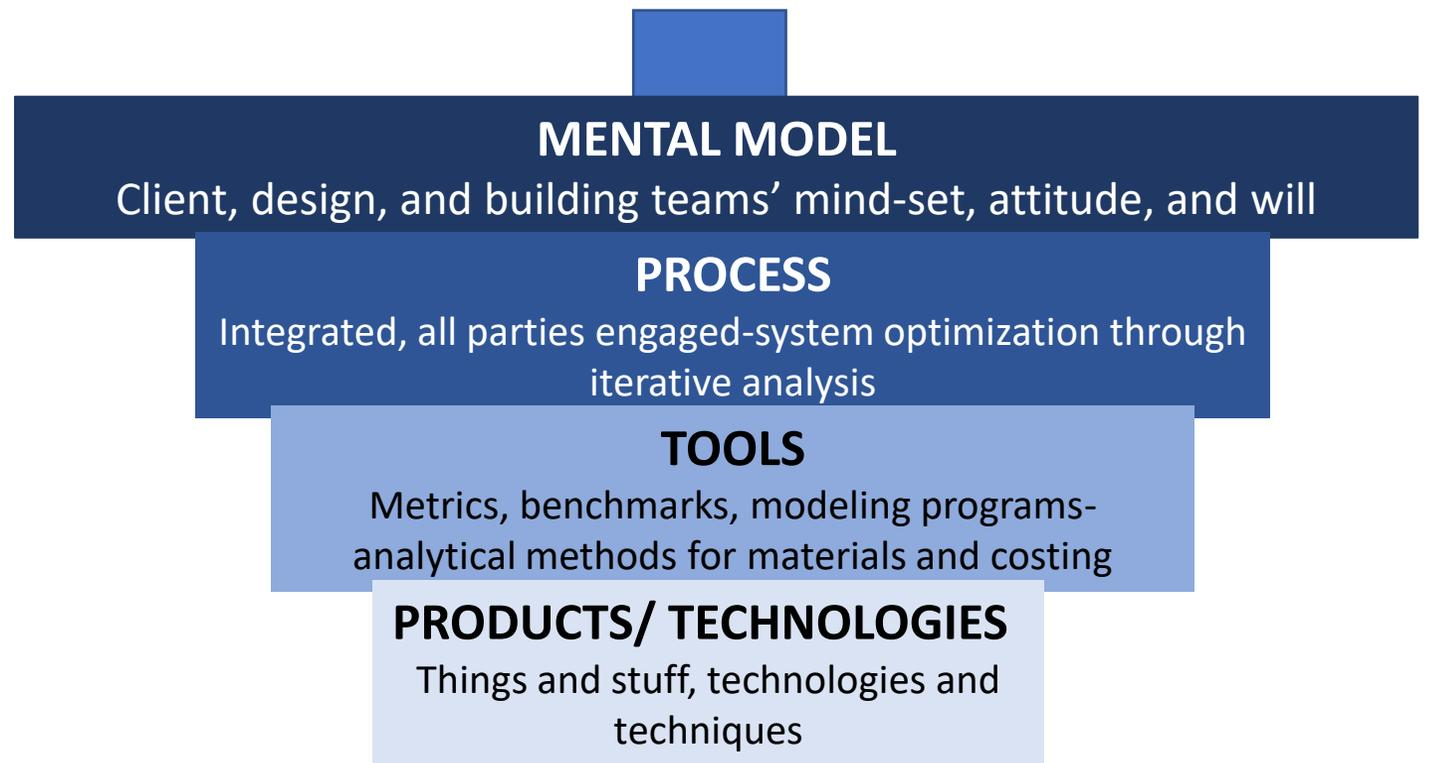 MENTAL MODEL
Client, design, and building teams’ mind-set, attitude, and will
PROCESS
Integrated, all parties engaged-system optimization through
iterative analysis
TOOLS
Metrics, benchmarks, modeling programs-
analytical methods for materials and costing
PRODUCTS/ TECHNOLOGIES
Things and stuff, technologies and
techniques